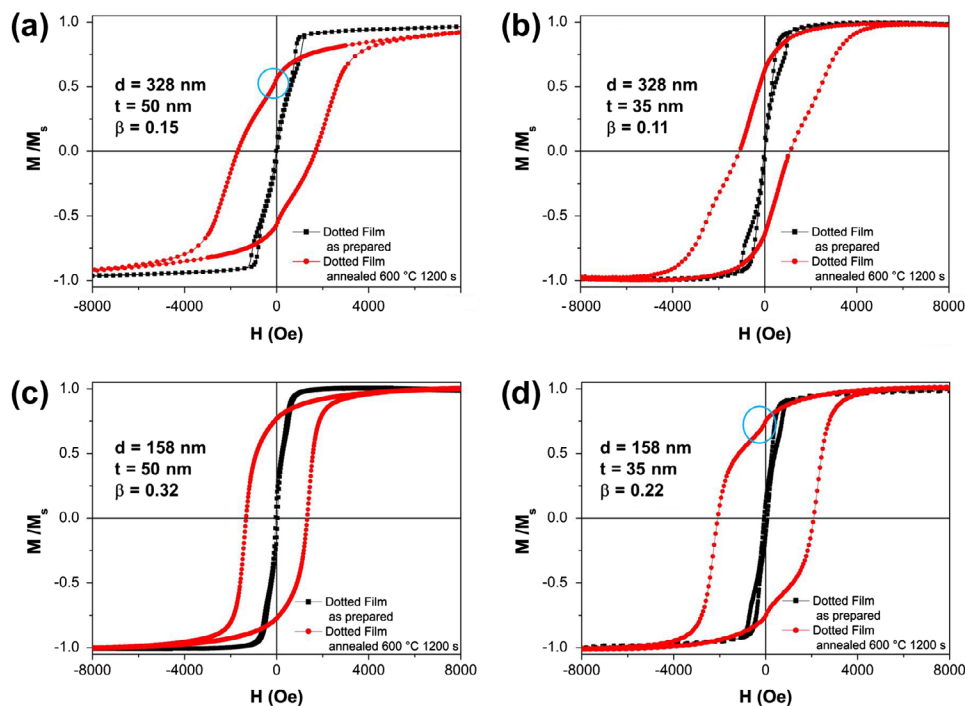 (a)
1.0
0.5
0.0
-0.5
-1.0
M /Ms
d = 328 nm
t = 50 nm
β = 0.15
Dotted Film
as prepared
Dotted Film
annealed 600 °C 1200 s
-8000 -4000 0 4000
H (Oe)
(b)
1.0
0.5
0.0
-0.5
-1.0
M/Ms
d = 328 nm
t = 35 nm
β = 0.11
Dotted Film
as prepared
Dotted Film
annealed 600 °C 1200 s
-8000 -4000 0 4000 8000
H (Oe)
(c)
1.0
0.5
0.0
-0.5
-1.0
M /Ms
d = 158 nm
t = 50 nm
β = 0.32
Dotted Film
as prepared
Dotted Film
annealed 600 °C 1200 s
-8000 -4000 0 4000 8000
H (Oe)
(d)
1.0
0.5
0.0
-0.5
-1.0
M /Ms
d = 158 nm
t = 35 nm
β = 0.22
Dotted Film
as prepared
Dotted Film
annealed 600 °C 1200 s
-8000 -4000 0 4000 8000
H (Oe)